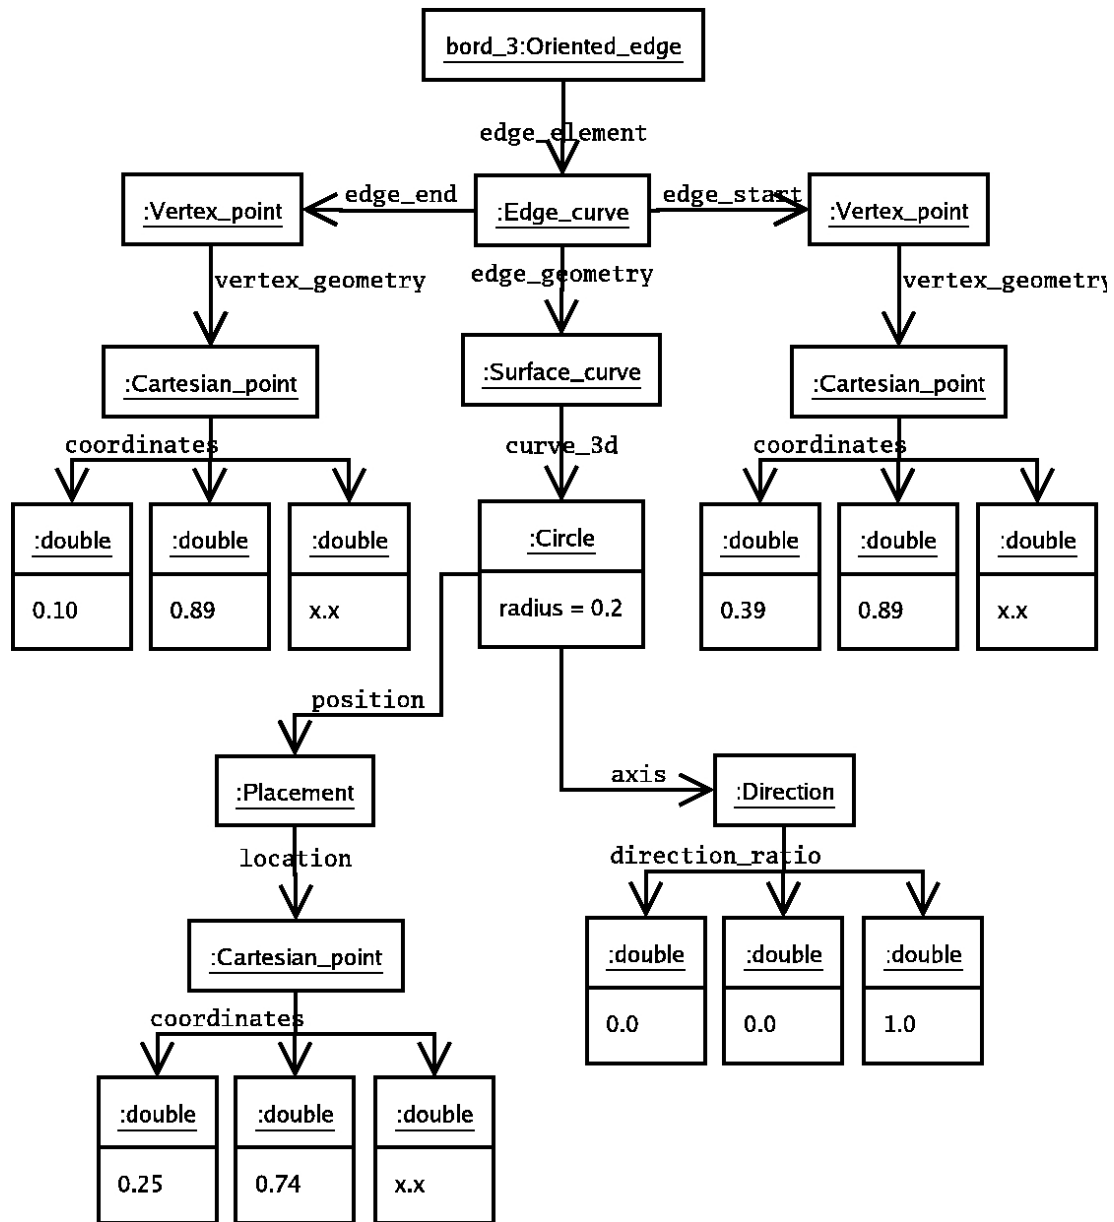 bord_3:Oriented_edge
edge_element
:Vertex_point
edge_end
:Edge_curve
edge_start
:Vertex_point
vertex_geometry
edge_geometry
vertex_geometry
:Cartesian_point
:Surface_curve
:Cartesian_point
coordinates
curve_3d
coordinates
:double
:double
:double
:Circle
:double
:double
:double
0.10
0.89
x.x
radius = 0.2
0.39
0.89
x.x
position
:Placement
axis
:Direction
location
direction_ratio
:Cartesian_point
:double
:double
:double
coordinates
0.0
0.0
1.0
:double
:double
:double
0.25
0.74
x.x